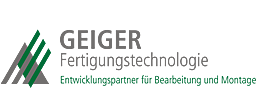 GEIGER
Fertigungstechnologie
Entwicklungspartner für Bearbeitung und Montage